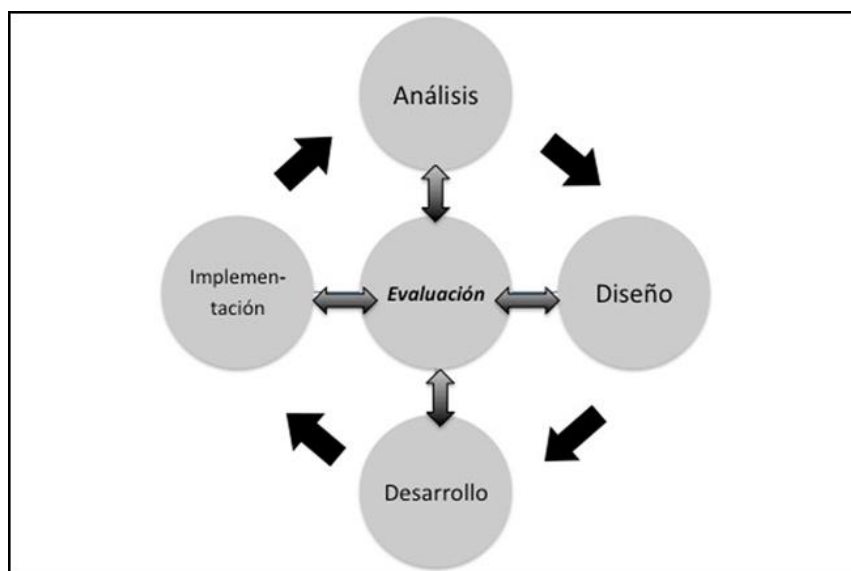 Análisis
Implemen-
tación
Evaluación
Diseño
Desarrollo